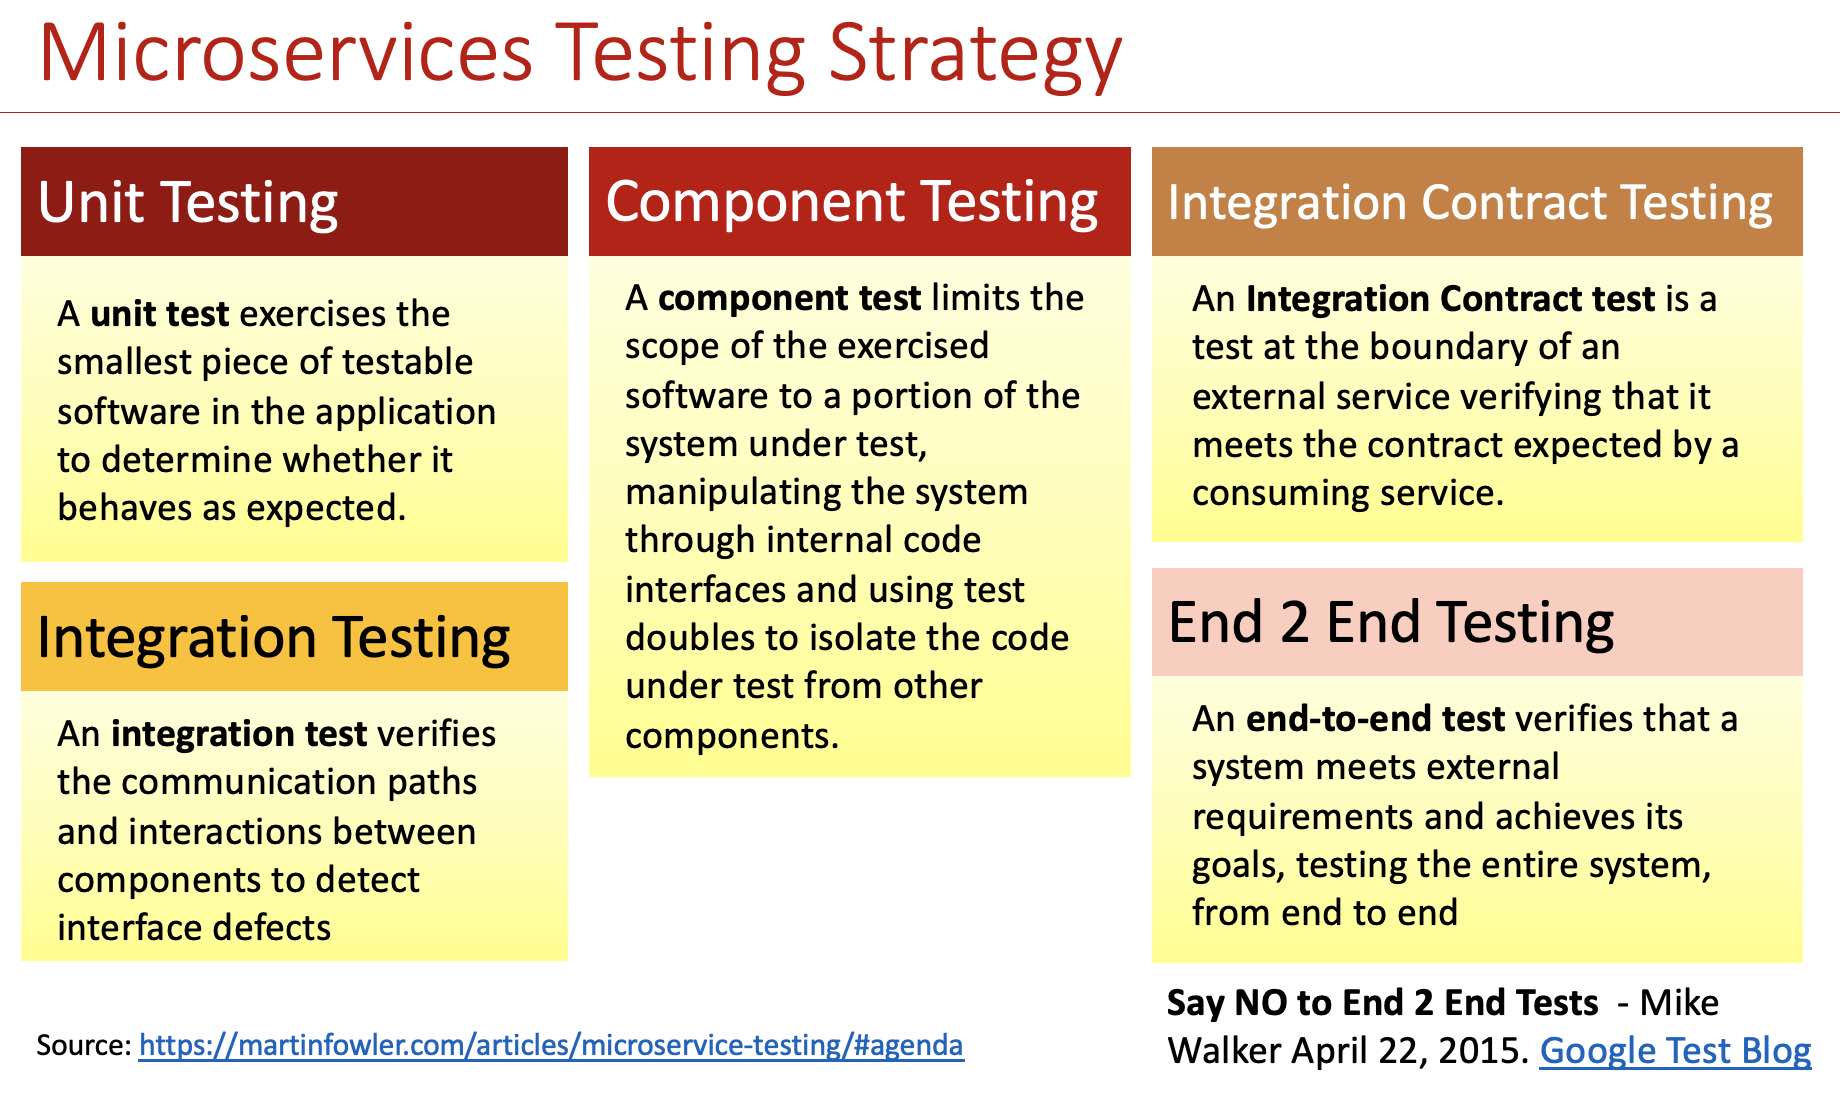 Microservices Testing Strategy
Unit Testing
A unit test exercises the
smallest piece of testable
software in the application
to determine whether it
behaves as expected.
Integration Testing
An integration test verifies
the communication paths
and interactions between
components to detect
interface defects
Component Testing
A component test limits the
scope of the exercised
software to a portion of the
system under test,
manipulating the system
through internal code
interfaces and using test
doubles to isolate the code
under test from other
components.
Integration Contract Testing
An Integration Contract test is a
test at the boundary of an
external service verifying that it
meets the contract expected by a
consuming service.
End 2 End Testing
An end-to-end test verifies that a
system meets external
requirements and achieves its
goals, testing the entire system,
from end to end
Say NO to End 2 End Tests - Mike
Walker April 22, 2015. Google Test Blog
Source: https://martinfowler.com/articles/microservice-testing/#agenda